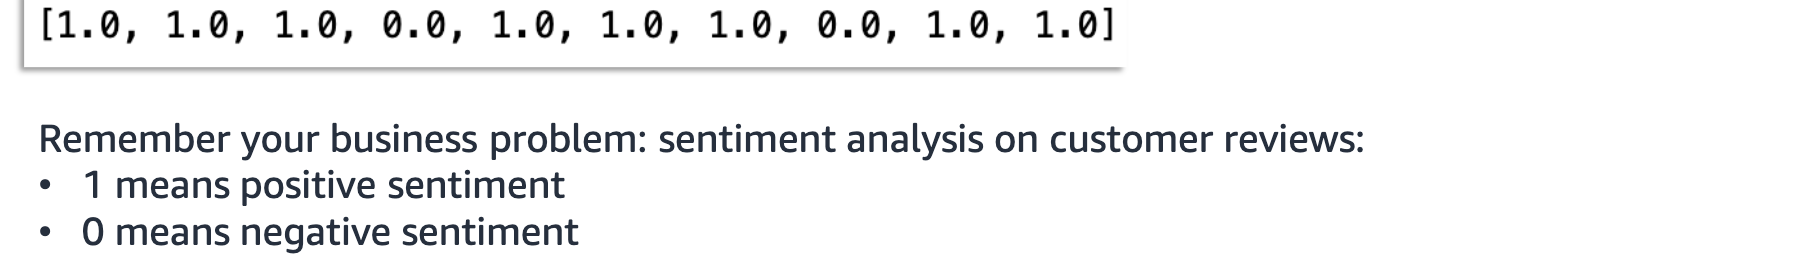 [1.0, 1.0, 1.0, 0.0, 1.0, 1.0, 1.0, 0.0, 1.0, 1.0]
Remember your business problem: sentiment analysis on customer reviews:
• 1 means positive sentiment
• 0 means negative sentiment